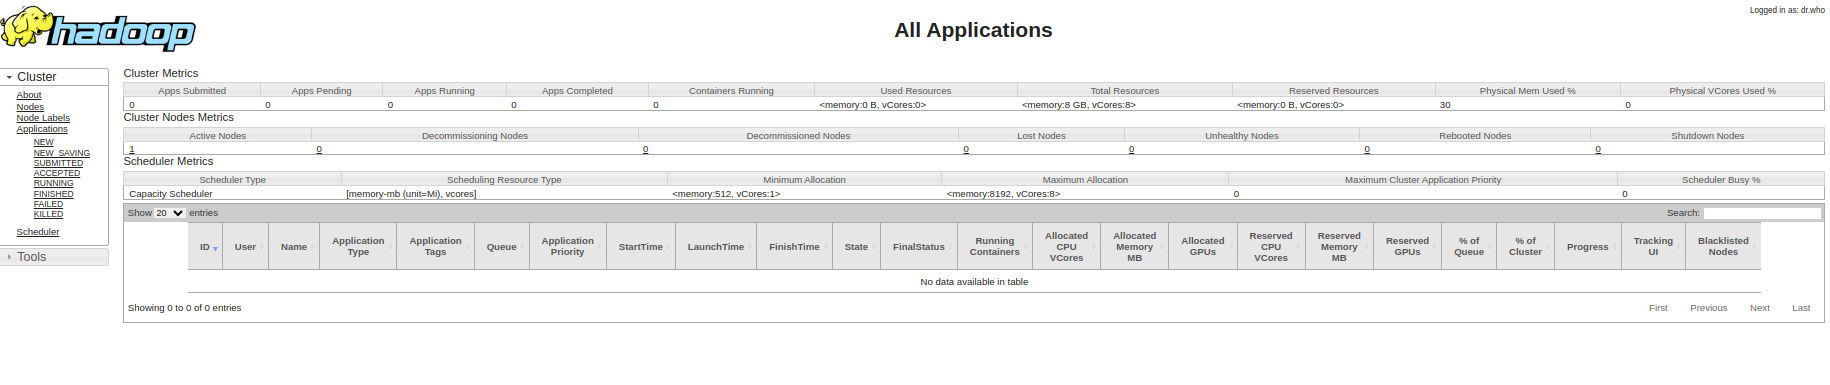 hadoop
All Applications
Logged in as: dr.who
Cluster
About
Nodes
Node Labels
Applications
NEW
NEW_SAVING
SUBMITTED
ACCEPTED
RUNNING
FINISHED
FAILED
KILLED
Scheduler
Tools
Cluster Metrics
Apps Submitted Apps Pending Apps Running Apps Completed Containers Running Used Resources Total Resources Reserved Resources Physical Mem Used % Physical VCores Used %
0 0 0 0 0 <memory:0 B, vCores:0> <memory:8 GB, vCores:8> <memory:0 B, vCores:0> 30 0
Cluster Nodes Metrics
Active Nodes Decommissioning Nodes Decommissioned Nodes Lost Nodes Unhealthy Nodes Rebooted Nodes Shutdown Nodes
1 0 0 0 0 0 0
Scheduler Metrics
Scheduler Type Scheduling Resource Type Minimum Allocation Maximum Allocation Maximum Cluster Application Priority Scheduler Busy %
Capacity Scheduler [memory-mb (unit=Mi), vcores] <memory:512, vCores:1> <memory:8192, vCores:8> 0 0
Show 20 entries Search:
ID User Name Application Type Application Tags Queue Application Priority StartTime LaunchTime FinishTime State FinalStatus Running Containers Allocated CPU VCores Allocated Memory MB Allocated GPUs Reserved CPU VCores Reserved Memory MB Reserved GPUs % of Queue % of Cluster Progress Tracking UI Blacklisted Nodes
No data available in table
Showing 0 to 0 of 0 entries First Previous Next Last